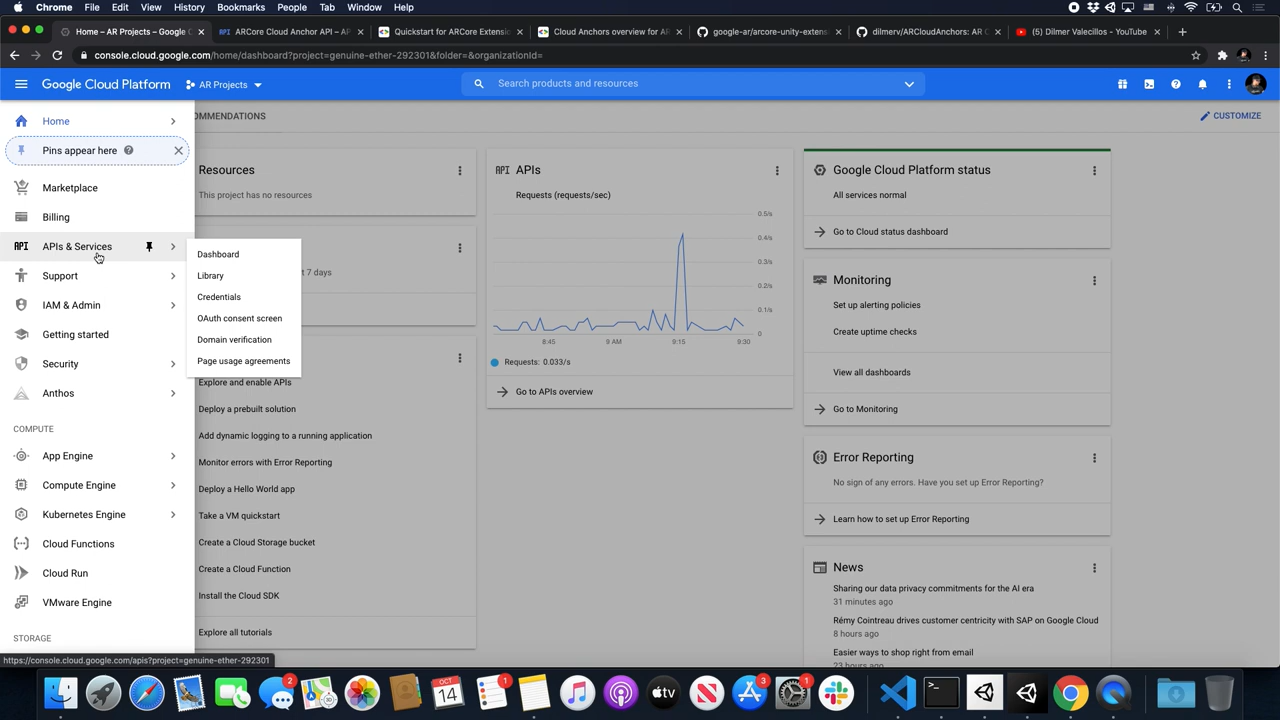 Chrome File Edit View History Bookmarks People Tab Window Help
Home – AR Projects – Google C
ARCore Cloud Anchor API – AP
Quickstart for ARCore Extensio
Cloud Anchors overview for AR
google-ar/arcore-unity-extens
dilmerv/ARCloudAnchors: AR C
(5) Dilmer Valecillos - YouTube
console.cloud.google.com/home/dashboard?project=genuine-ether-292301&folder=&organizationId=
Google Cloud Platform
AR Projects
Search products and resources
Home
OMMENDATIONS
CUSTOMIZE
Pins appear here
Marketplace
Billing
API APIs & Services
Support
IAM & Admin
Getting started
Security
Anthos
COMPUTE
App Engine
Compute Engine
Kubernetes Engine
Cloud Functions
Cloud Run
VMware Engine
STORAGE
https://console.cloud.google.com/apis?project=genuine-ether-292301
Dashboard
Library
Credentials
OAuth consent screen
Domain verification
Page usage agreements
Resources
This project has no resources
t 7 days
Explore and enable APIs
Deploy a prebuilt solution
Add dynamic logging to a running application
Monitor errors with Error Reporting
Deploy a Hello World app
Take a VM quickstart
Create a Cloud Storage bucket
Create a Cloud Function
Install the Cloud SDK
Explore all tutorials
API APIs
Requests (requests/sec)
0.5/s
0.4/s
0.3/s
0.2/s
0.1/s
0
8:45
9 AM
9:15
9:30
Requests: 0.033/s
Go to APIs overview
Google Cloud Platform status
All services normal
Go to Cloud status dashboard
Monitoring
Set up alerting policies
Create uptime checks
View all dashboards
Go to Monitoring
Error Reporting
No sign of any errors. Have you set up Error Reporting?
Learn how to set up Error Reporting
News
Sharing our data privacy commitments for the AI era
31 minutes ago
Rémy Cointreau drives customer centricity with SAP on Google Cloud
8 hours ago
Easier ways to shop right from email
23 hours ago
2
OCT
14
1
tv
3
1